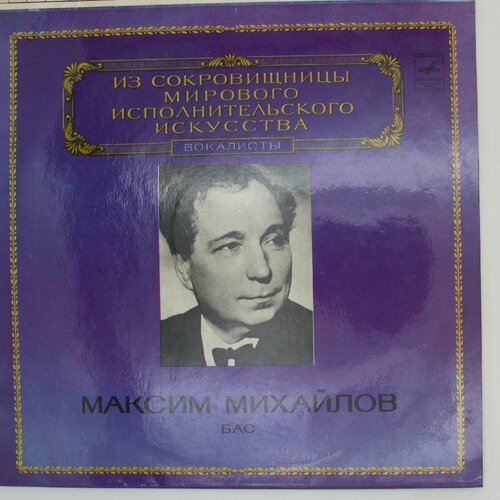 ИЗ СОКРОВИЩНИЦЫ
МИРОВОГО
ИСПОЛНИТЕЛЬСКОГО
ИСКУССТВА
ВОКАЛИСТЫ
МАКСИМ МИХАЙЛОВ
БАС